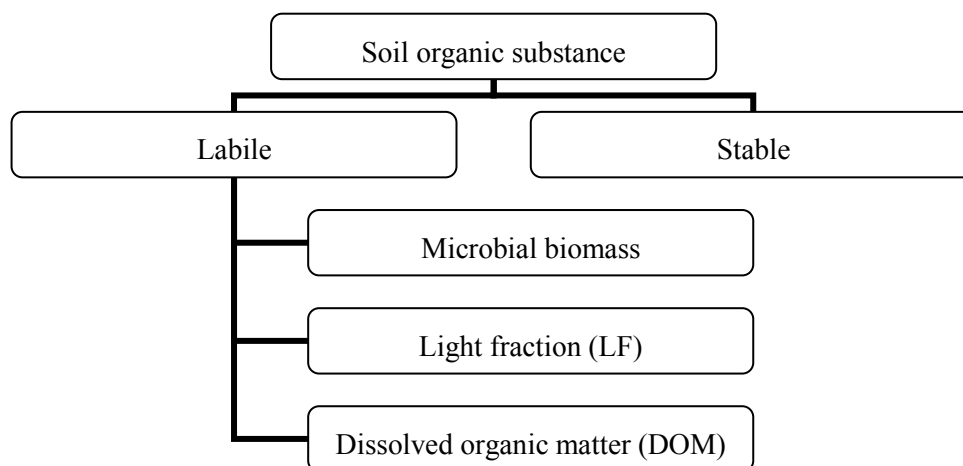 Soil organic substance
Labile
Stable
Microbial biomass
Light fraction (LF)
Dissolved organic matter (DOM)